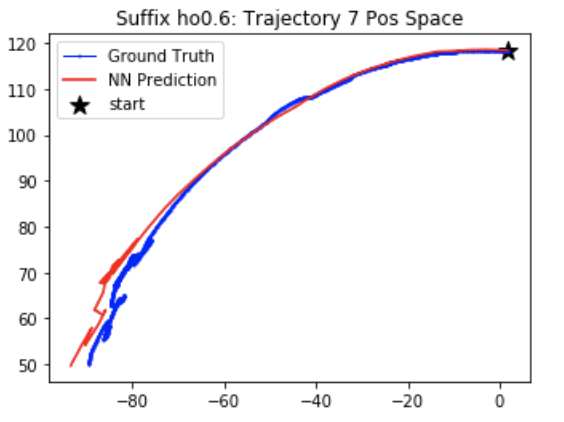 Suffix ho0.6: Trajectory 7 Pos Space
Ground Truth
NN Prediction
start
120
110
100
90
80
70
60
50
−80 −60 −40 −20 0